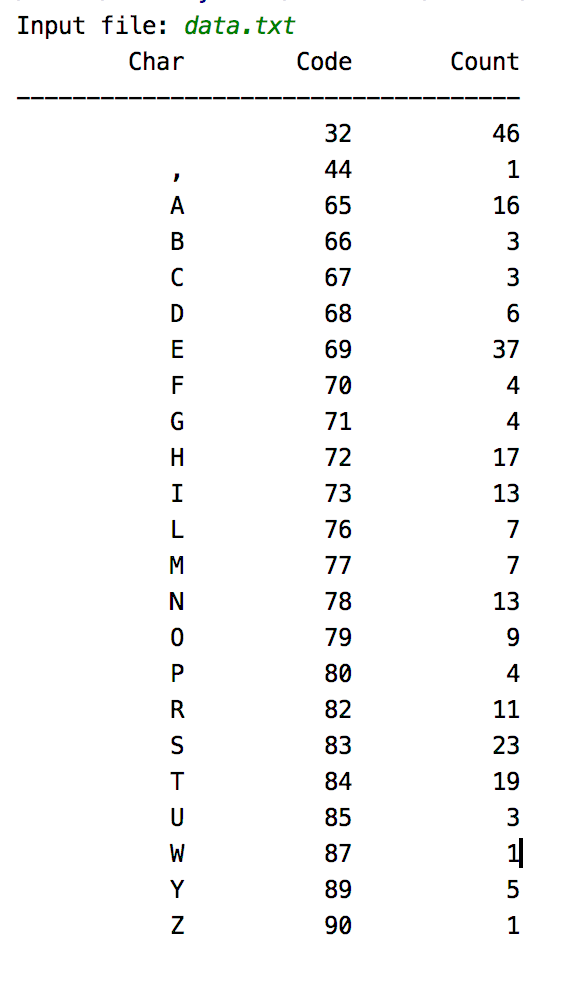 Input file: data.txt
Char Code Count
------------------------------------
32 46
, 44 1
A 65 16
B 66 3
C 67 3
D 68 6
E 69 37
F 70 4
G 71 4
H 72 17
I 73 13
L 76 7
M 77 7
N 78 13
O 79 9
P 80 4
R 82 11
S 83 23
T 84 19
U 85 3
W 87 1
Y 89 5
Z 90 1